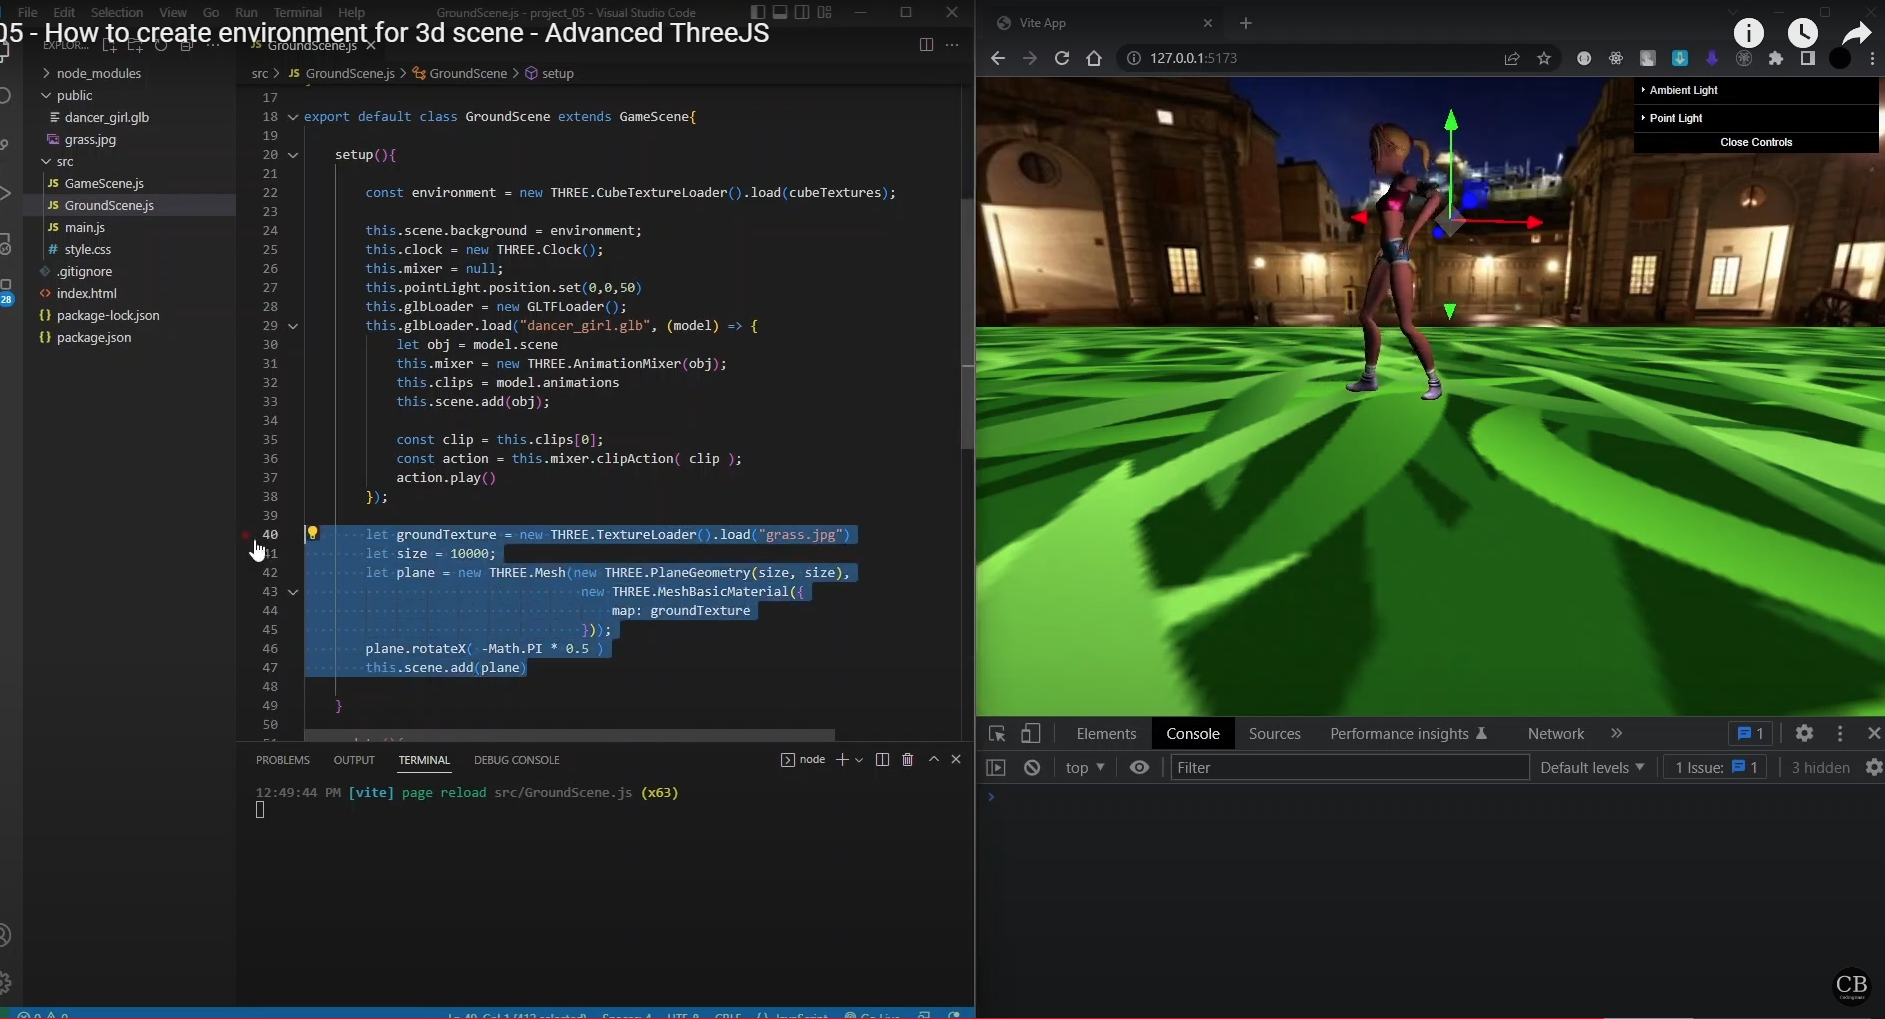 File Edit Selection View Go Run Terminal Help GroundScene.js - project_05 - Visual Studio Code
05 - How to create environment for 3d scene - Advanced ThreeJS
EXPLOR...
node_modules
public
dancer_girl.glb
grass.jpg
src
JS GameScene.js
JS GroundScene.js
JS main.js
# style.css
.gitignore
<> index.html
{} package-lock.json
{} package.json
28
JS GroundScene.js
src > JS GroundScene.js > GroundScene > setup
17
18 export default class GroundScene extends GameScene{
19
20 setup(){
21
22 const environment = new THREE.CubeTextureLoader().load(cubeTextures);
23
24 this.scene.background = environment;
25 this.clock = new THREE.Clock();
26 this.mixer = null;
27 this.pointLight.position.set(0,0,50)
28 this.glbLoader = new GLTFLoader();
29 this.glbLoader.load("dancer_girl.glb", (model) => {
30 let obj = model.scene
31 this.mixer = new THREE.AnimationMixer(obj);
32 this.clips = model.animations
33 this.scene.add(obj);
34
35 const clip = this.clips[0];
36 const action = this.mixer.clipAction( clip );
37 action.play()
38 });
39
40 let groundTexture = new THREE.TextureLoader().load("grass.jpg")
41 let size = 10000;
42 let plane = new THREE.Mesh(new THREE.PlaneGeometry(size, size),
43 new THREE.MeshBasicMaterial({
44 map: groundTexture
45 }));
46 plane.rotateX( -Math.PI * 0.5 )
47 this.scene.add(plane)
48
49 }
50
PROBLEMS OUTPUT TERMINAL DEBUG CONSOLE node
12:49:44 PM [vite] page reload src/GroundScene.js (x63)
Vite App
127.0.0.1:5173
Ambient Light
Point Light
Close Controls
Elements Console Sources Performance insights Network 1
top Filter Default levels 1 Issue: 1 3 hidden
CB